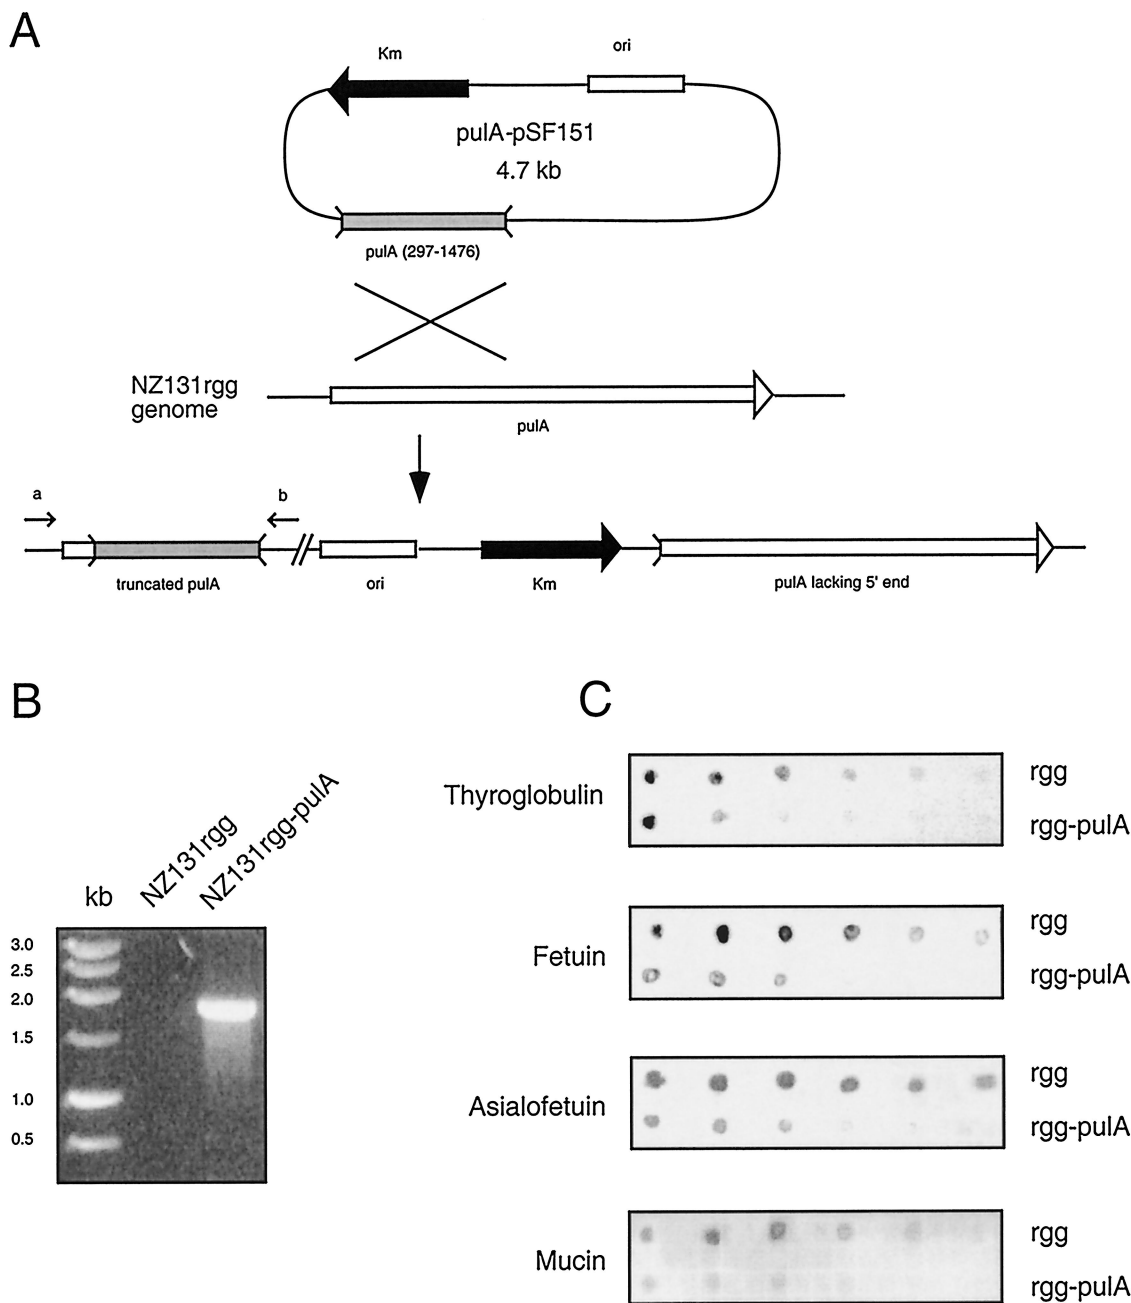 A
Km
ori
pulA-pSF151
4.7 kb
pulA (297-1476)
NZ131rgg
genome
pulA
a
b
truncated pulA
ori
Km
pulA lacking 5' end
B
kb
NZ131rgg
NZ131rgg-pulA
3.0
2.5
2.0
1.5
1.0
0.5
C
Thyroglobulin
rgg
rgg-pulA
Fetuin
rgg
rgg-pulA
Asialofetuin
rgg
rgg-pulA
Mucin
rgg
rgg-pulA